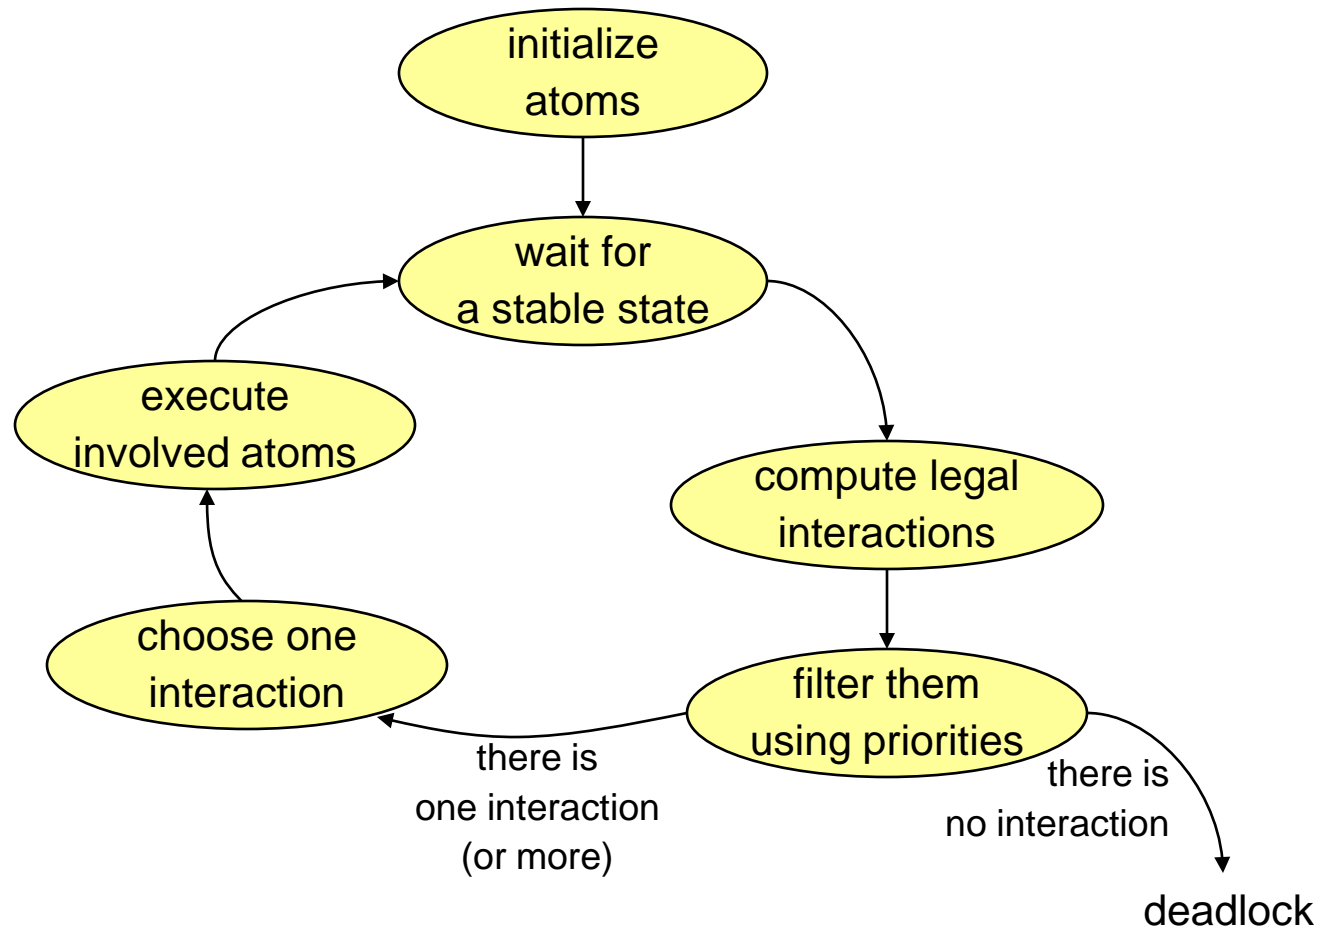 initialize
atoms
wait for
a stable state
execute
involved atoms
compute legal
interactions
choose one
interaction
filter them
using priorities
there is
one interaction
(or more)
there is
no interaction
deadlock